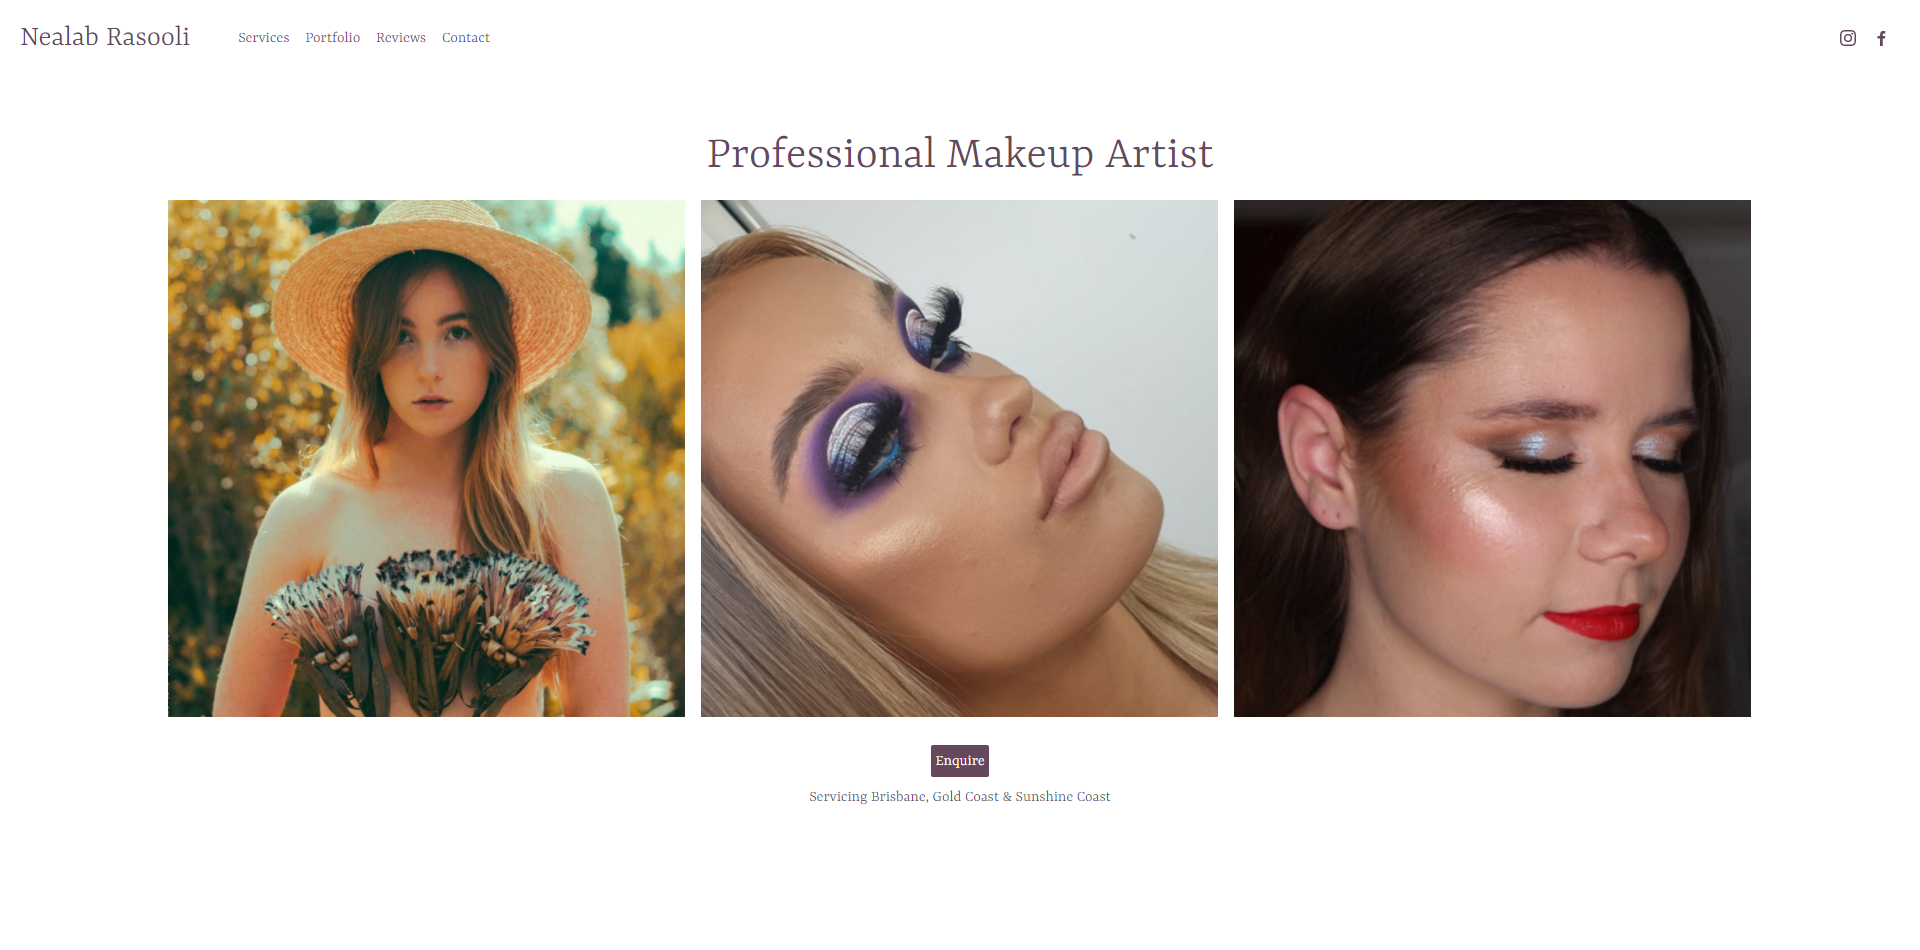 Nealab Rasooli
Services Portfolio Reviews Contact
Professional Makeup Artist
Enquire
Servicing Brisbane, Gold Coast & Sunshine Coast